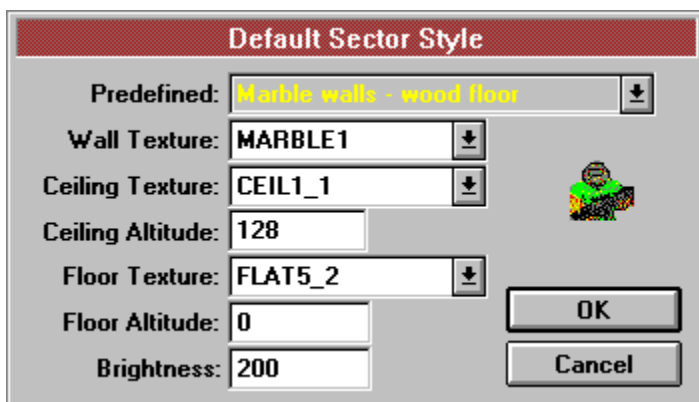 Default Sector Style
Predefined: Marble walls - wood floor
Wall Texture: MARBLE1
Ceiling Texture: CEIL1_1
Ceiling Altitude: 128
Floor Texture: FLAT5_2
Floor Altitude: 0
OK
Brightness: 200
Cancel